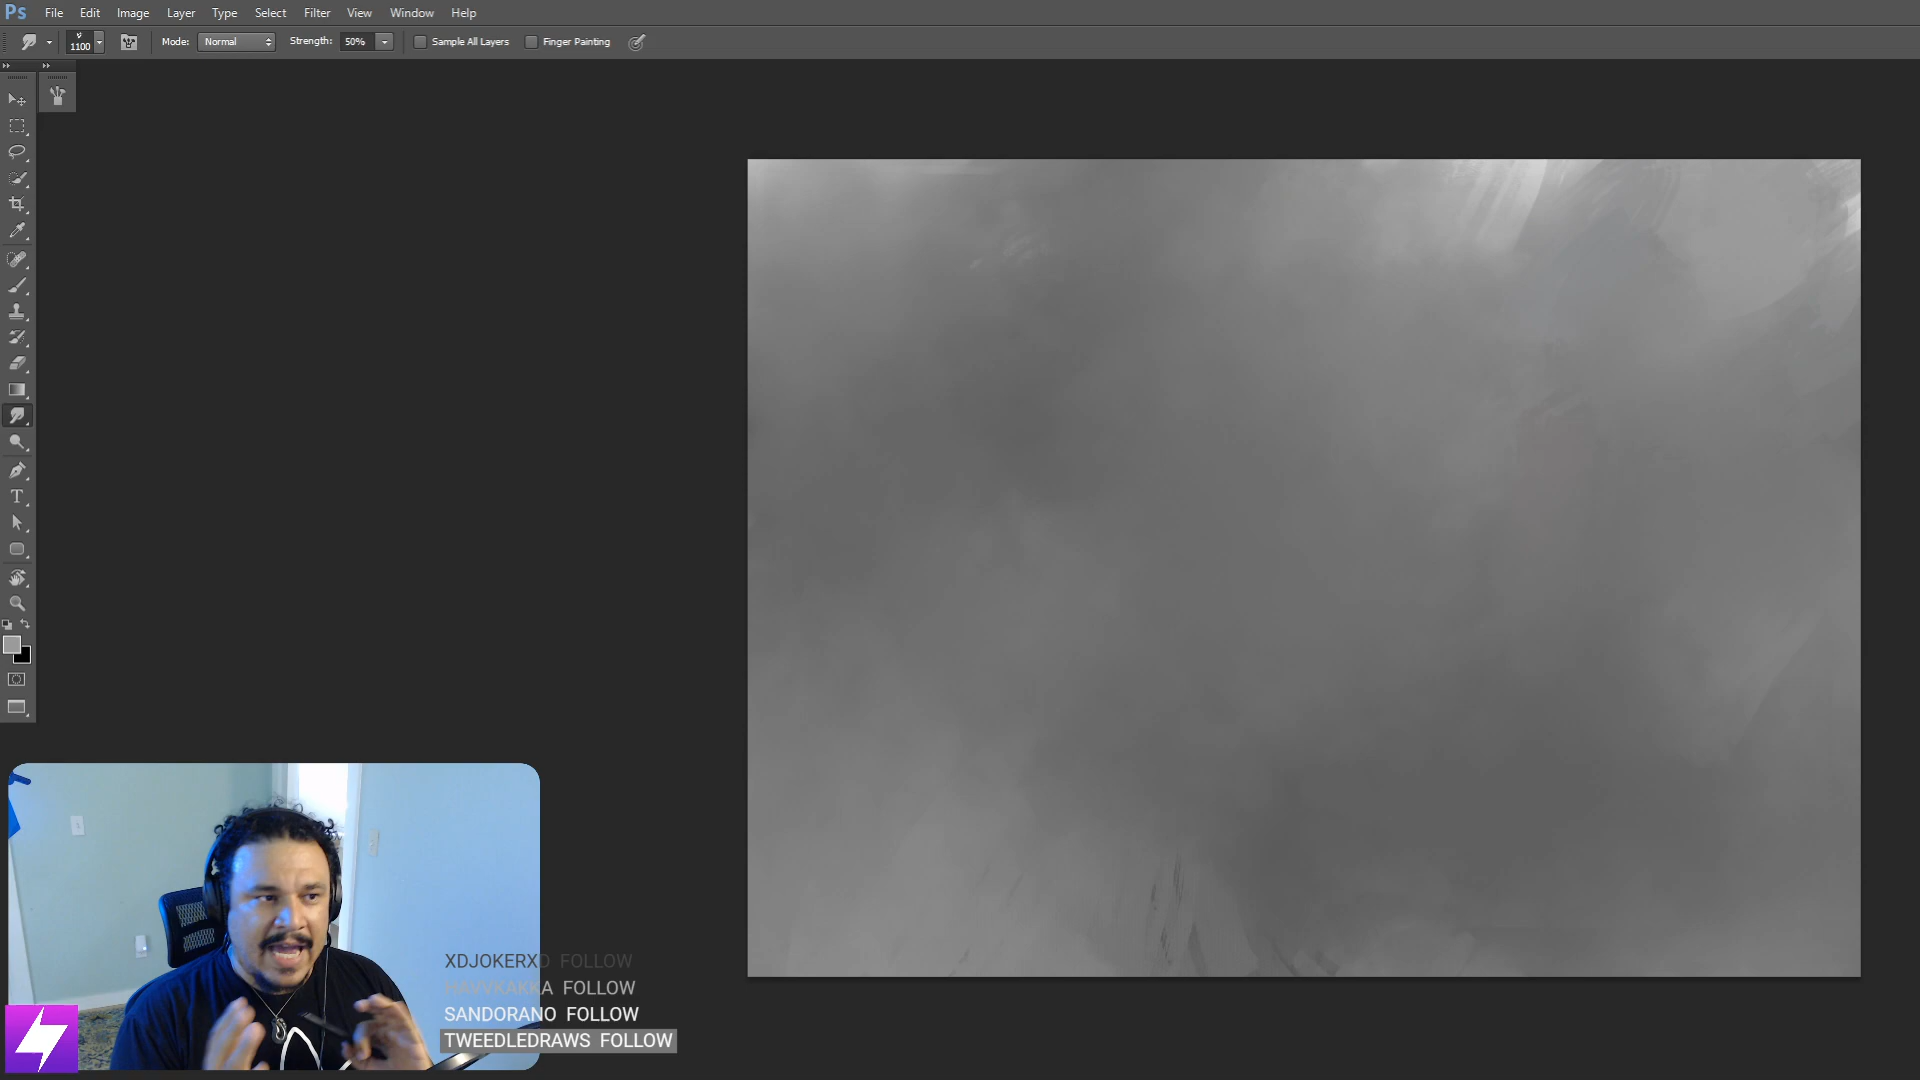 Ps File Edit Image Layer Type Select Filter View Window Help
1100 Mode: Normal Strength: 50% Sample All Layers Finger Painting
T
XDJOKERXD FOLLOW
FOLLOW
SANDORANO FOLLOW
TWEEDLEDRAWS FOLLOW